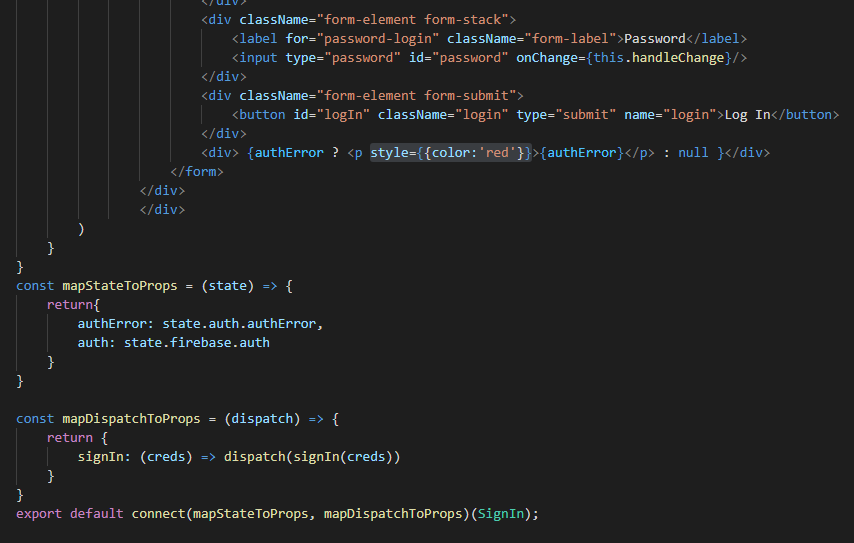 </div>
<div className="form-element form-stack">
<label for="password-login" className="form-label">Password</label>
<input type="password" id="password" onChange={this.handleChange}/>
</div>
<div className="form-element form-submit">
<button id="logIn" className="login" type="submit" name="login">Log In</button>
</div>
<div> {authError ? <p style={{color:'red'}}>{authError}</p> : null }</div>
</form>
</div>
</div>
)
}
}
const mapStateToProps = (state) => {
return{
authError: state.auth.authError,
auth: state.firebase.auth
}
}
const mapDispatchToProps = (dispatch) => {
return {
signIn: (creds) => dispatch(signIn(creds))
}
}
export default connect(mapStateToProps, mapDispatchToProps)(SignIn);